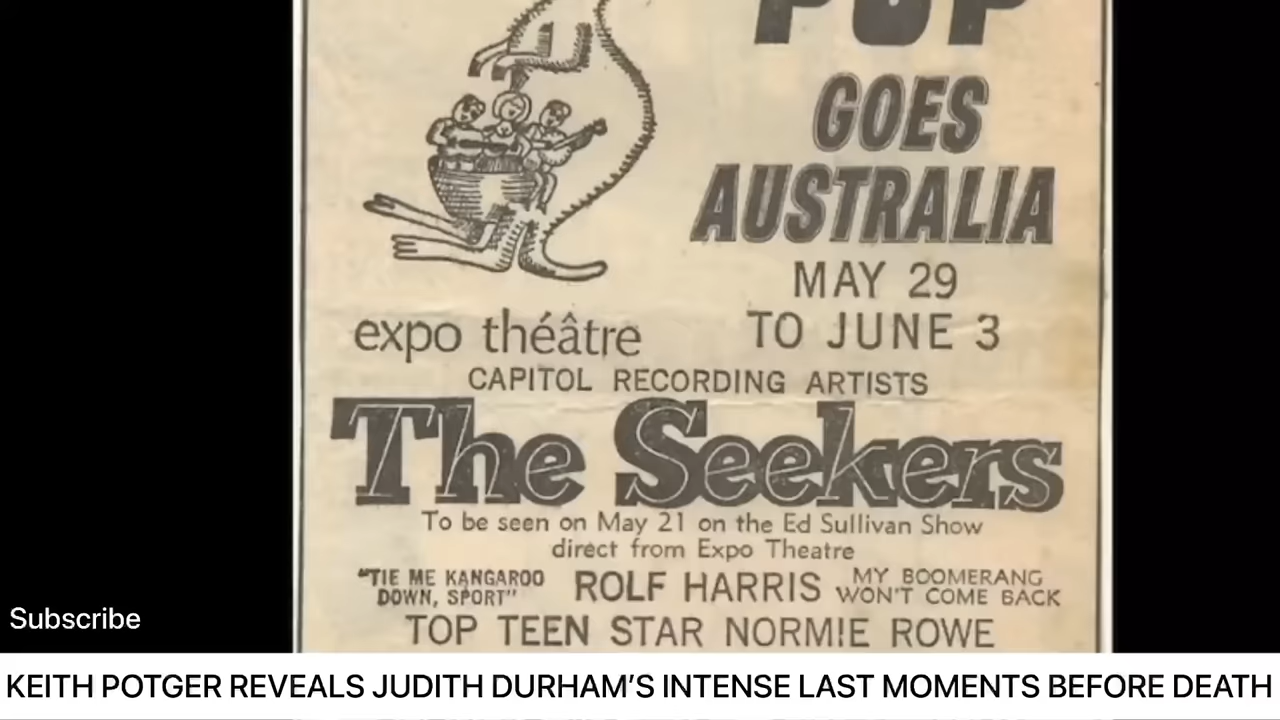 POP
GOES
AUSTRALIA
MAY 29
TO JUNE 3
expo théâtre
CAPITOL RECORDING ARTISTS
The Seekers
To be seen on May 21 on the Ed Sullivan Show
direct from Expo Theatre
"TIE ME KANGAROO
DOWN, SPORT"
ROLF HARRIS
MY BOOMERANG
WON'T COME BACK
TOP TEEN STAR NORMIE ROWE
Subscribe
KEITH POTGER REVEALS JUDITH DURHAM'S INTENSE LAST MOMENTS BEFORE DEATH